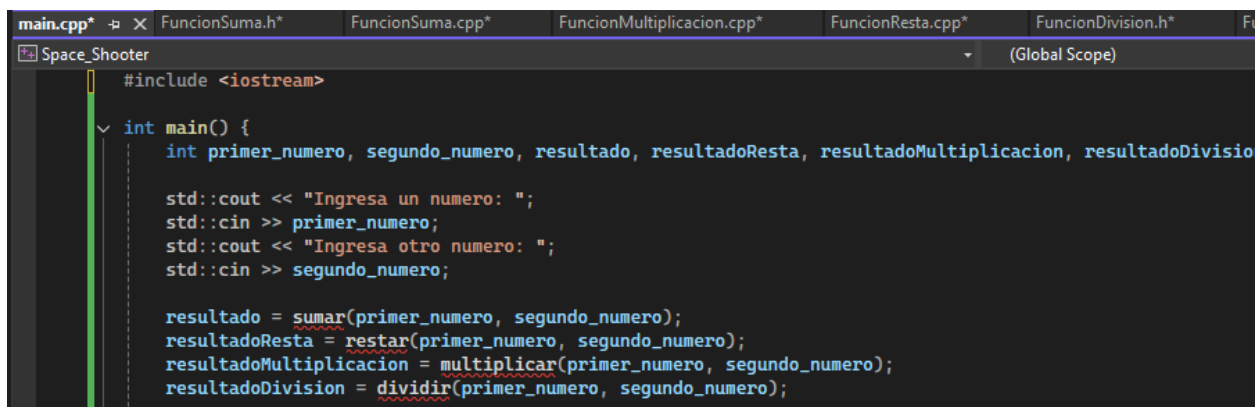 main.cpp* FuncionSuma.h* FuncionSuma.cpp* FuncionMultiplicacion.cpp* FuncionResta.cpp* FuncionDivision.h*
Space_Shooter (Global Scope)
#include <iostream>
int main() {
int primer_numero, segundo_numero, resultado, resultadoResta, resultadoMultiplicacion, resultadoDivisio
std::cout << "Ingresa un numero: ";
std::cin >> primer_numero;
std::cout << "Ingresa otro numero: ";
std::cin >> segundo_numero;
resultado = sumar(primer_numero, segundo_numero);
resultadoResta = restar(primer_numero, segundo_numero);
resultadoMultiplicacion = multiplicar(primer_numero, segundo_numero);
resultadoDivision = dividir(primer_numero, segundo_numero);